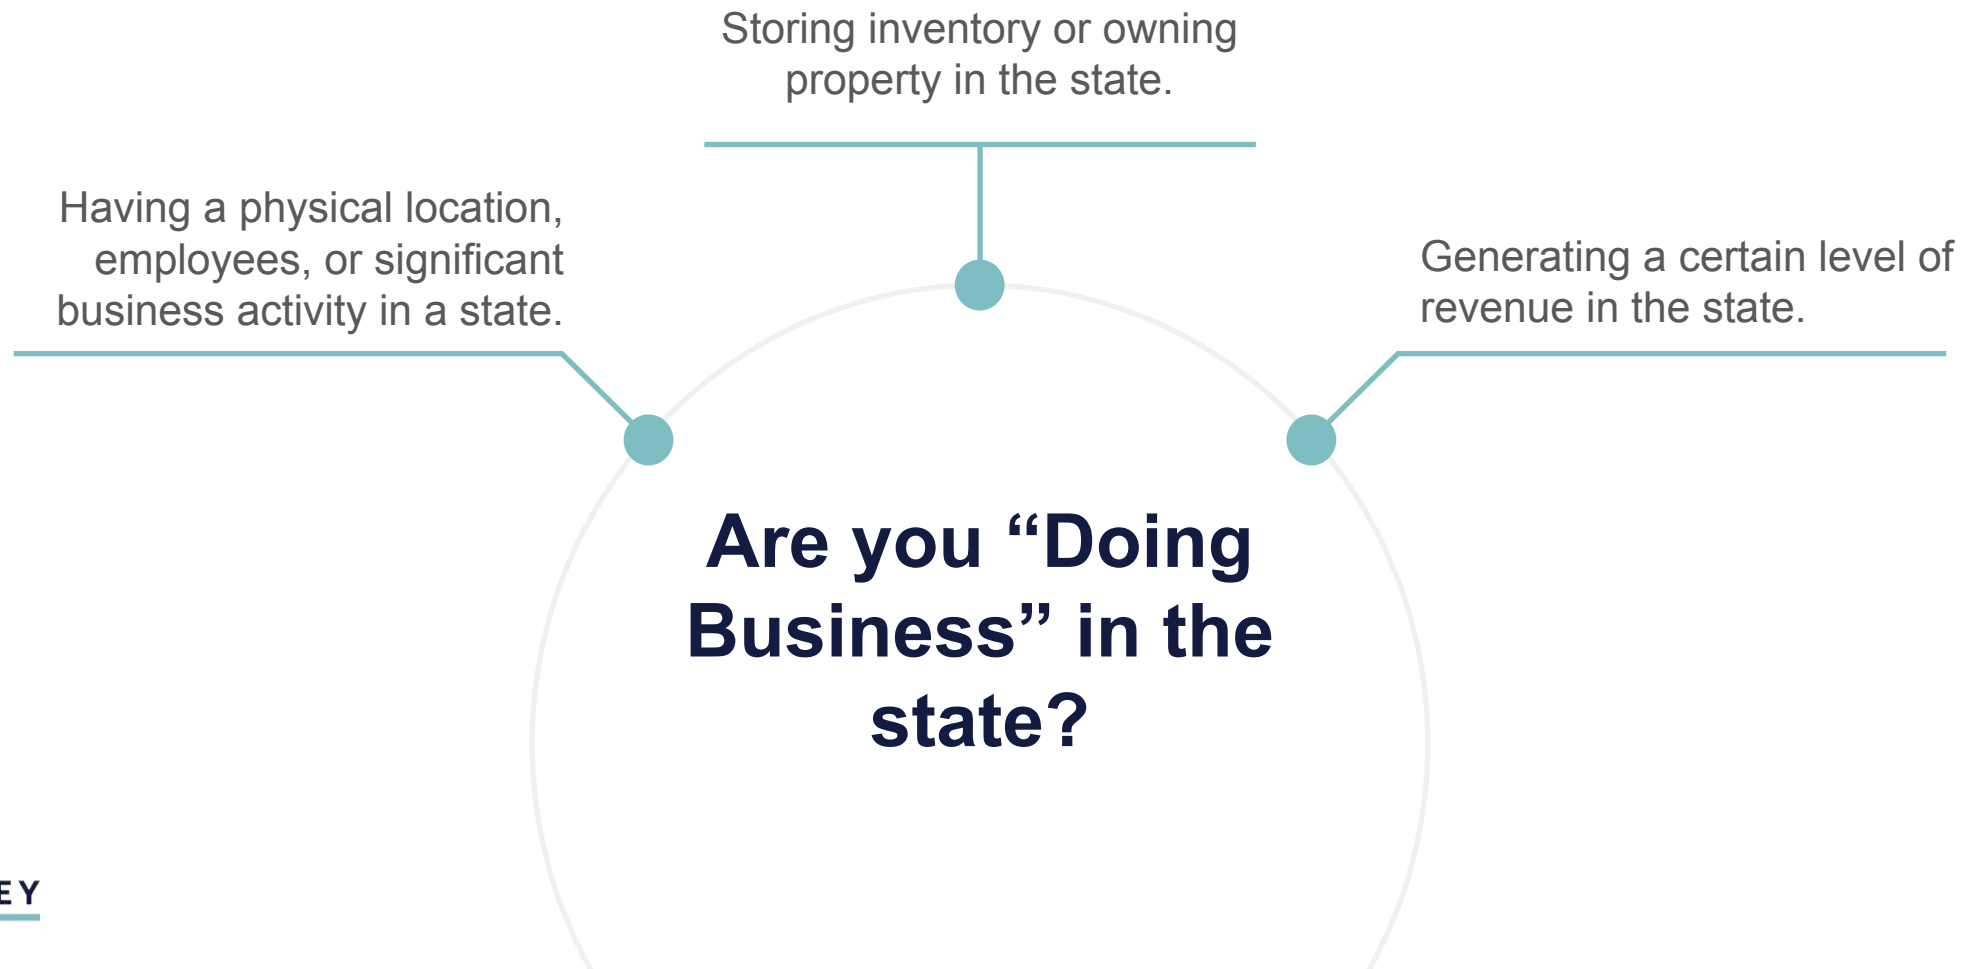 Storing inventory or owning
property in the state.
Having a physical location,
employees, or significant
business activity in a state.
Generating a certain level of
revenue in the state.
Are you “Doing
Business” in the
state?
EY